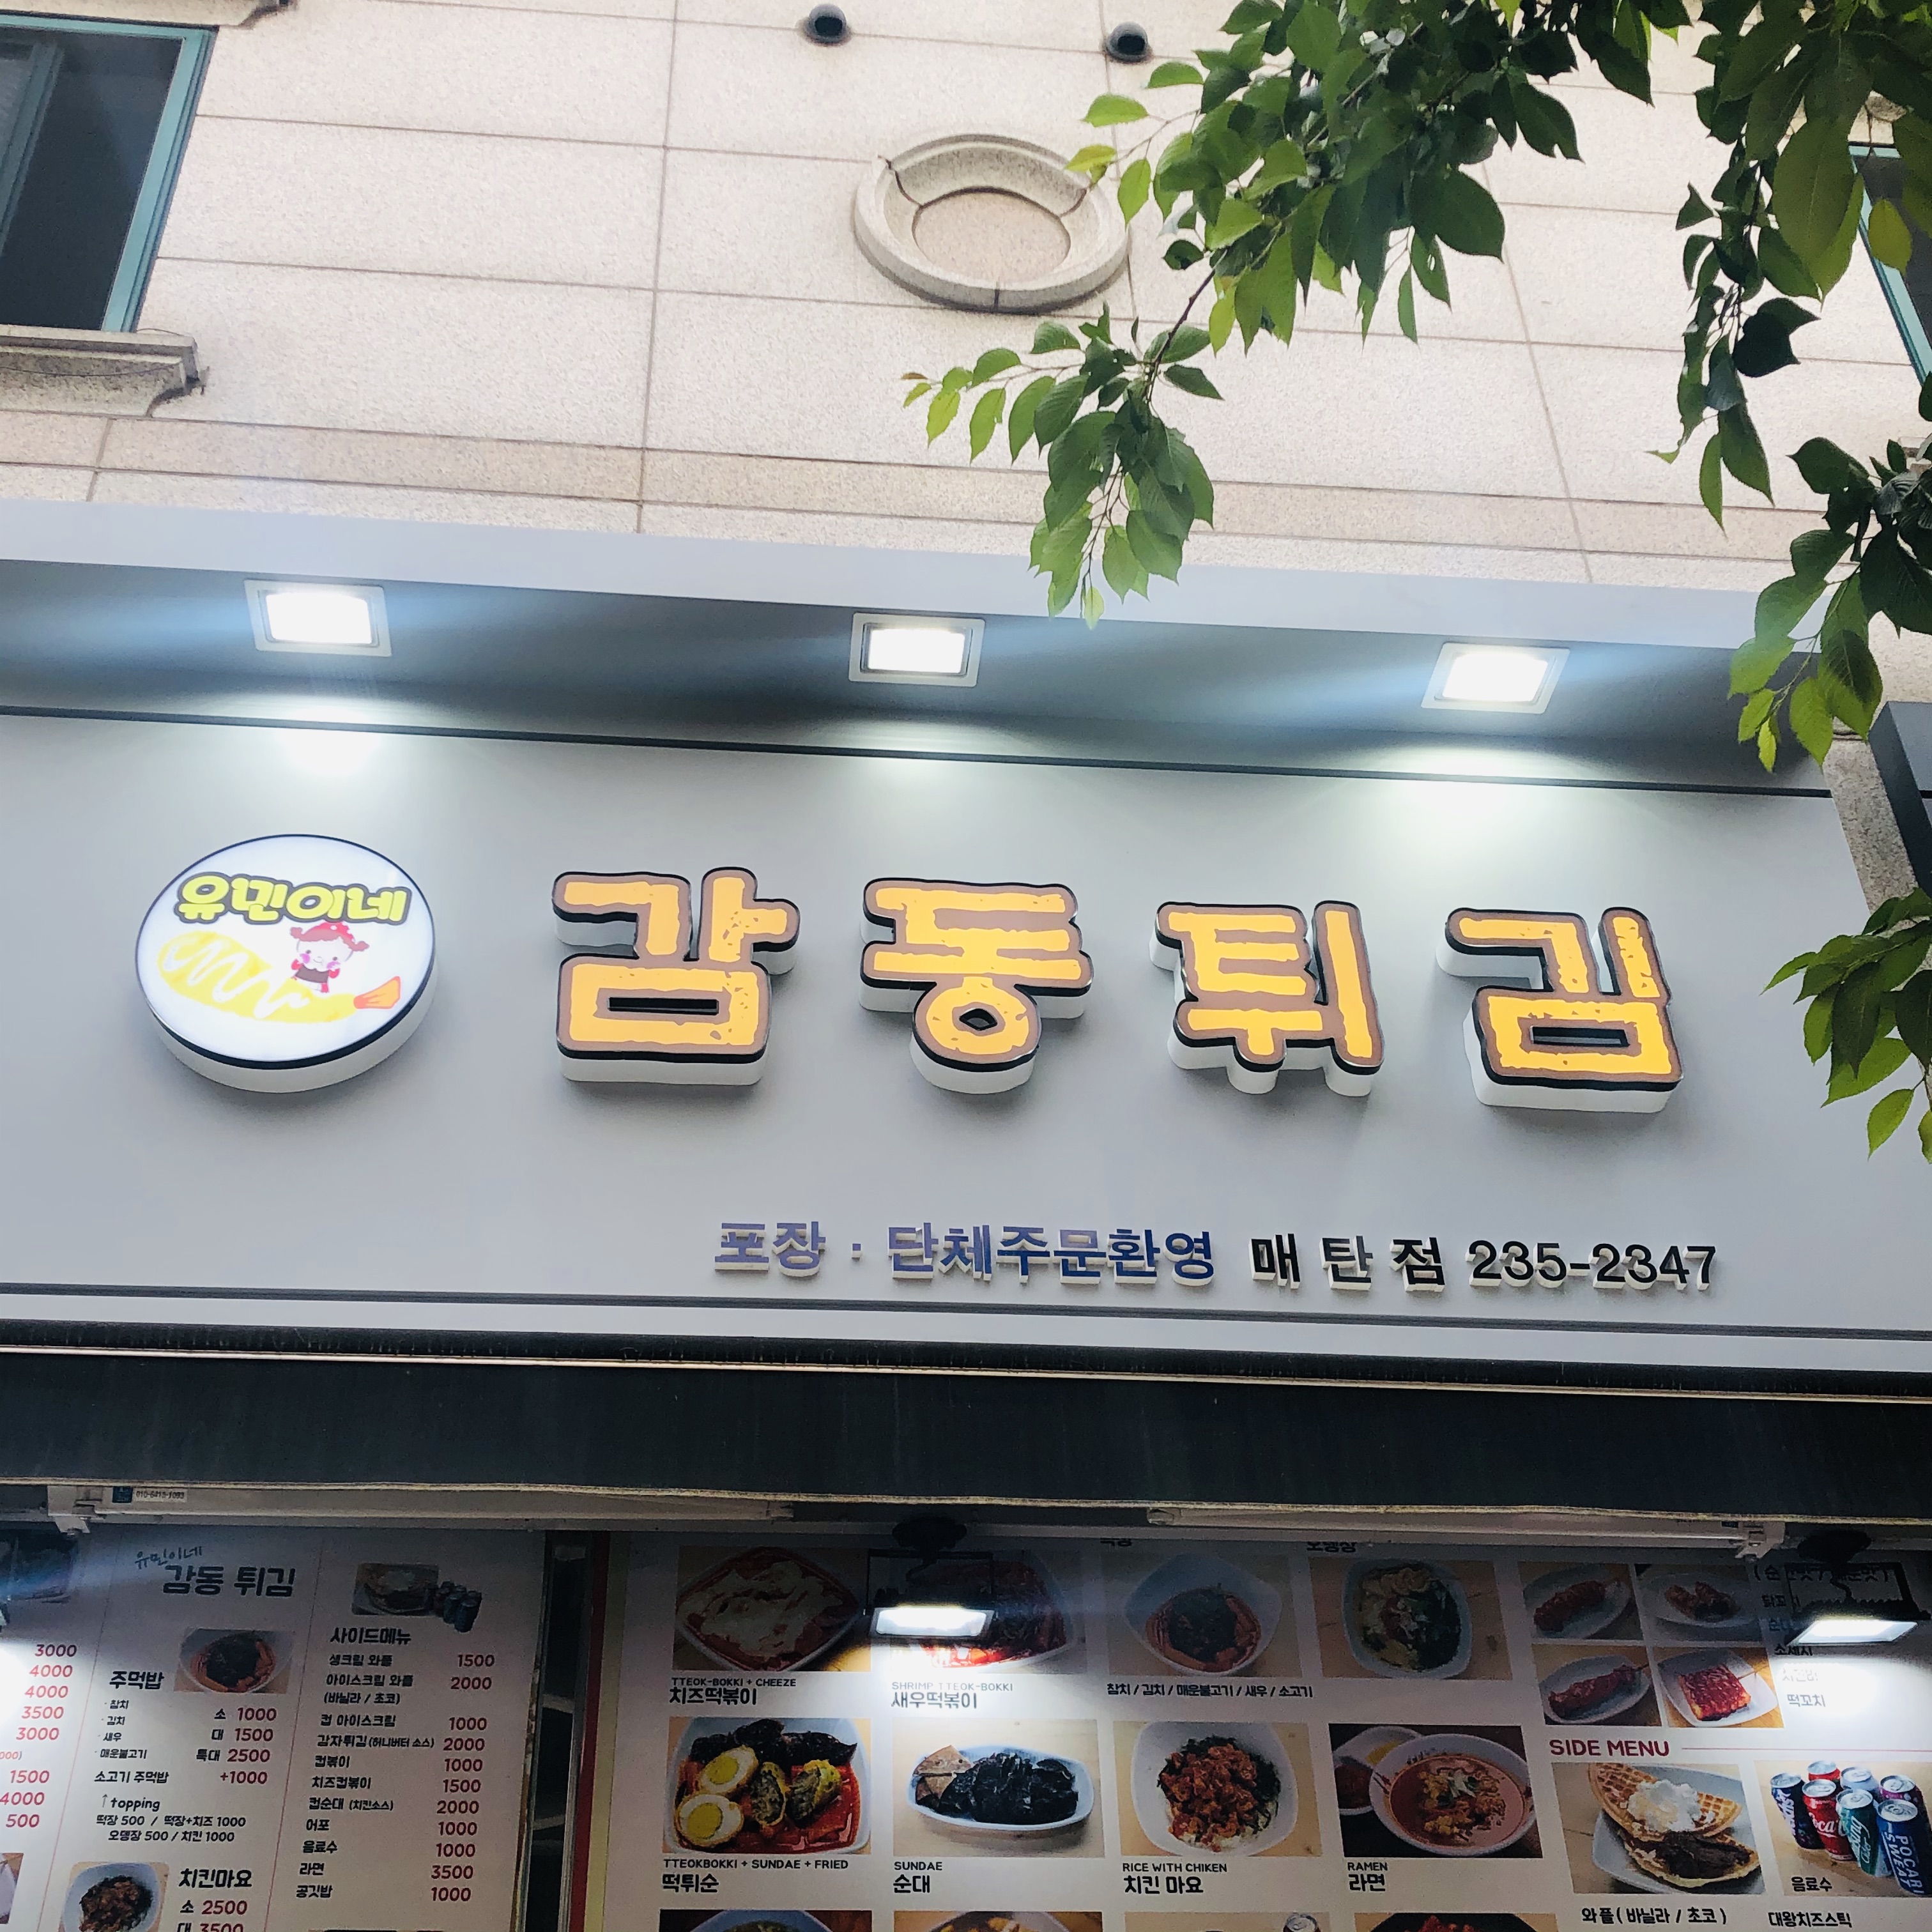 유민이네
감동튀김
포장 · 단체주문환영 매탄점 235-2347
유민이네
감동 튀김
3000
4000
4000
3500
3000
1500
4000
500
주먹밥
· 참치
· 김치
· 새우
· 매운불고기
소 1000
대 1500
특대 2500
소고기 주먹밥 +1000
↑topping
떡장 500 / 떡장+치즈 1000
오뎅장 500 / 치킨 1000
치킨마요
소 2500
대 3500
사이드메뉴
생크림 와플 1500
아이스크림 와플 2000
(바닐라 / 초코)
컵 아이스크림 1000
감자튀김 (허니버터 소스) 2000
컵볶이 1000
치즈컵볶이 1500
컵순대 (치킨소스) 2000
어포 1000
음료수 1000
라면 3500
공깃밥 1000
TTEOK-BOKKI + CHEEZE
치즈떡볶이
SHRIMP TTEOK-BOKKI
새우떡볶이
참치 / 김치 / 매운불고기 / 새우 / 소고기
소세지
떡꼬치
TTEOKBOKKI + SUNDAE + FRIED
떡튀순
SUNDAE
순대
RICE WITH CHIKEN
치킨 마요
RAMEN
라면
SIDE MENU
와플 ( 바닐라 / 초코 )
음료수
대왕치즈스틱